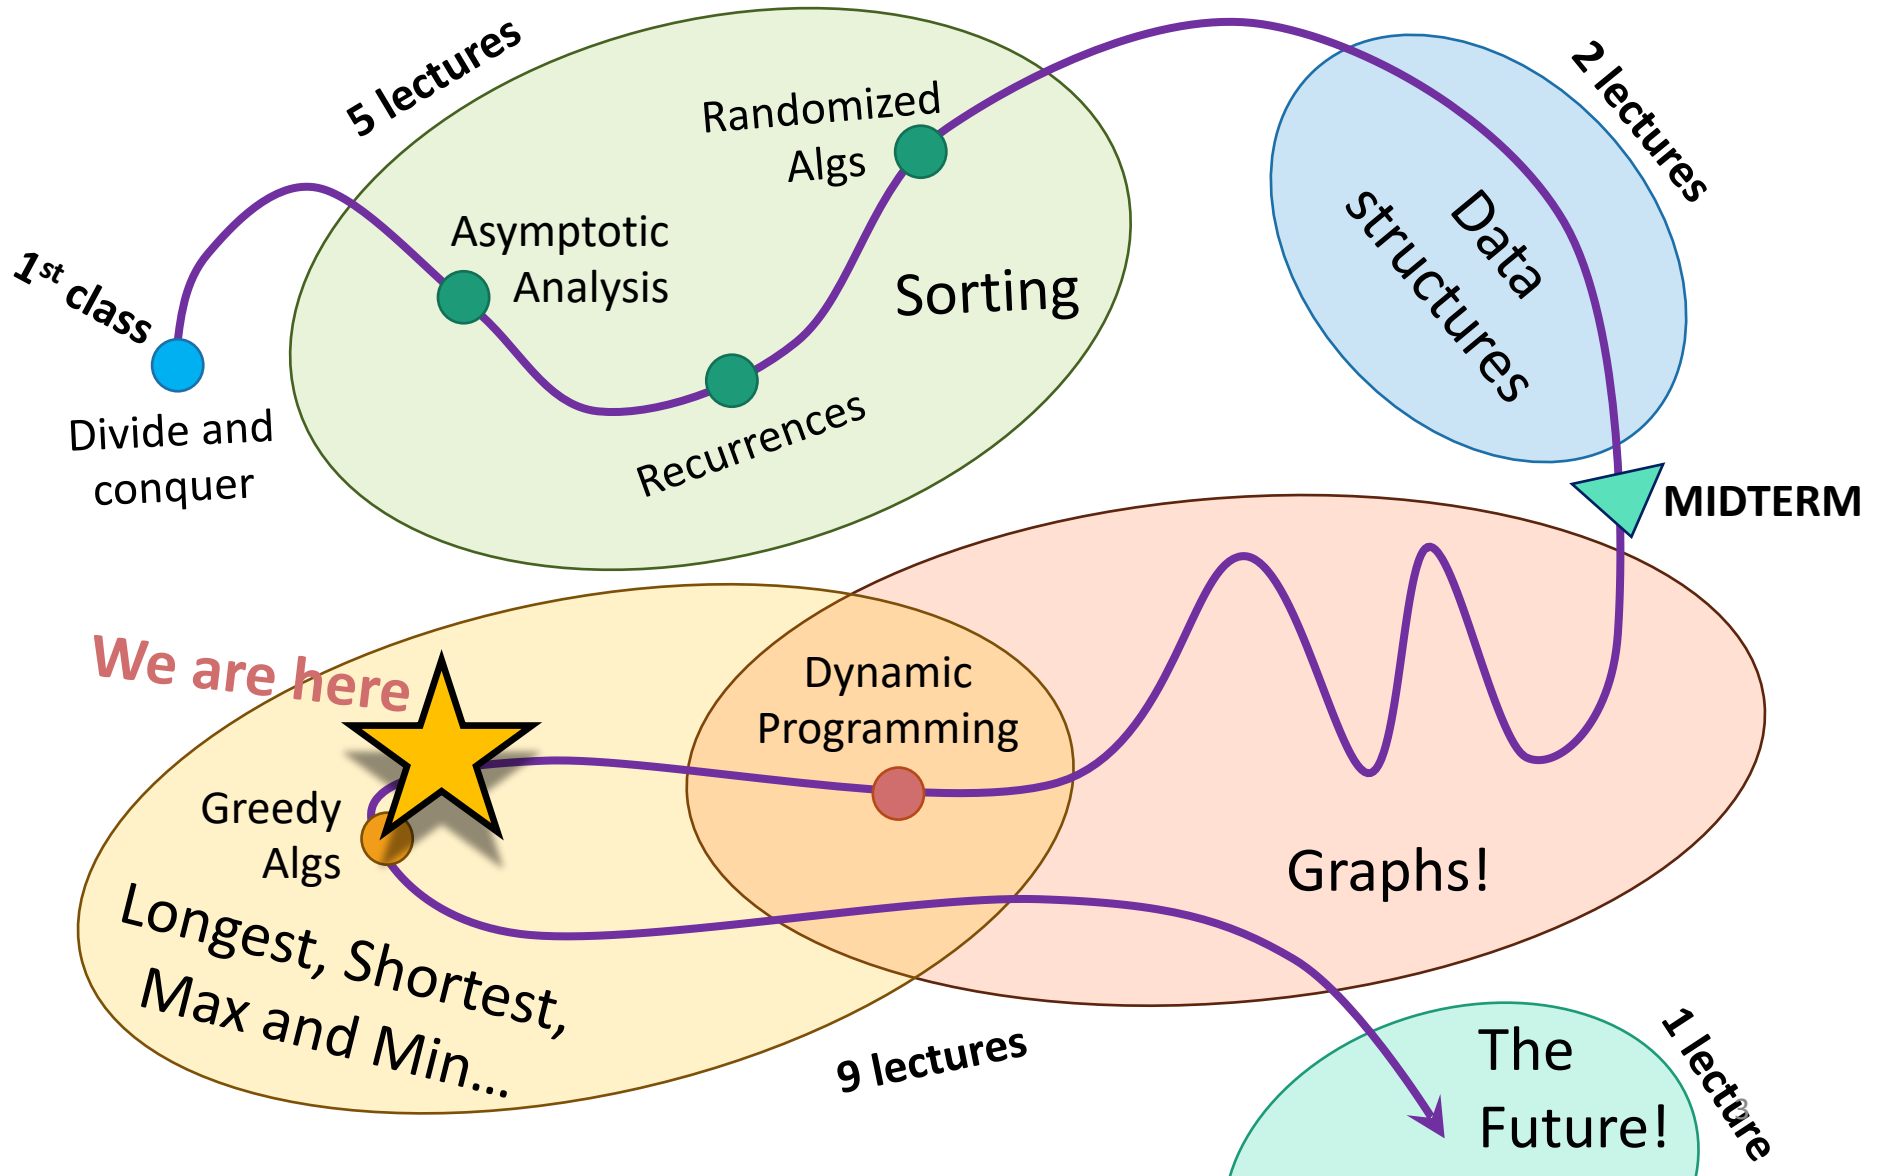 5 lectures
1st class
Divide and
conquer
Asymptotic
Analysis
Recurrences
Randomized
Algs
Sorting
2 lectures
Data
structures
MIDTERM
We are here
Dynamic
Programming
Greedy
Algs
Longest, Shortest,
Max and Min…
Graphs!
9 lectures
The
Future!
1 lecture